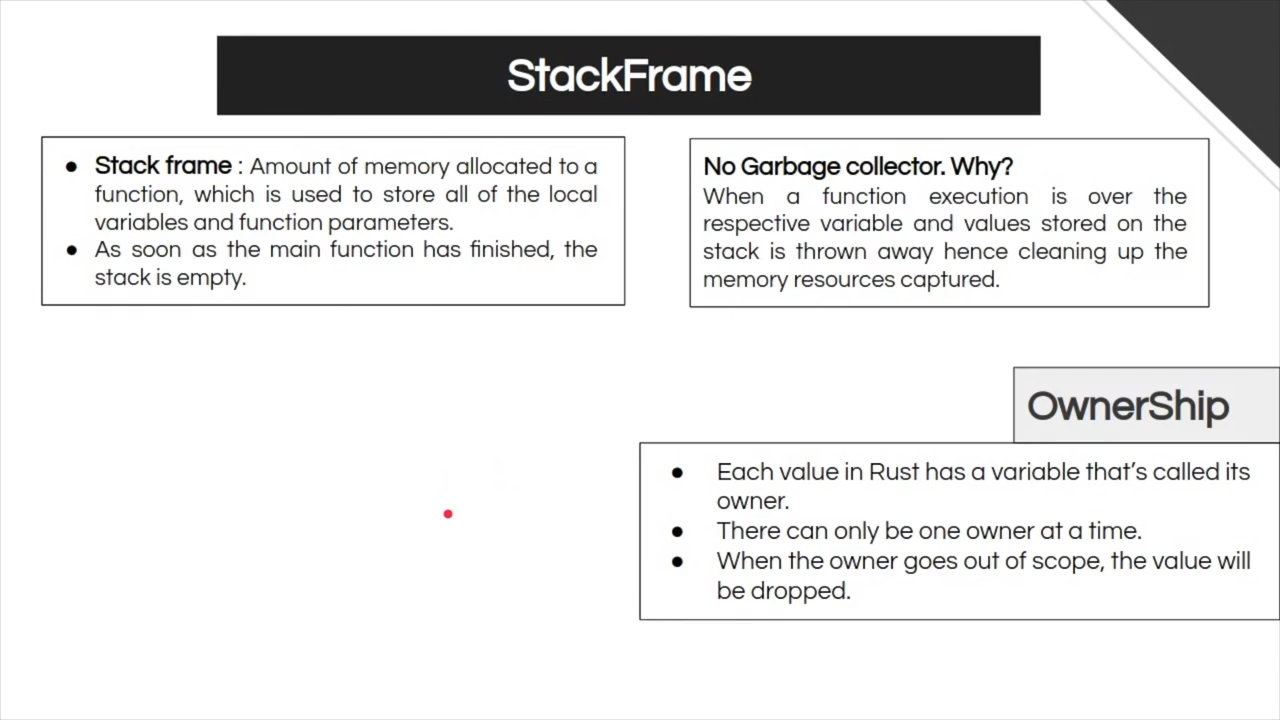 StackFrame
● Stack frame : Amount of memory allocated to a
function, which is used to store all of the local
variables and function parameters.
● As soon as the main function has finished, the
stack is empty.
No Garbage collector. Why?
When a function execution is over the
respective variable and values stored on the
stack is thrown away hence cleaning up the
memory resources captured.
OwnerShip
● Each value in Rust has a variable that’s called its
owner.
● There can only be one owner at a time.
● When the owner goes out of scope, the value will
be dropped.